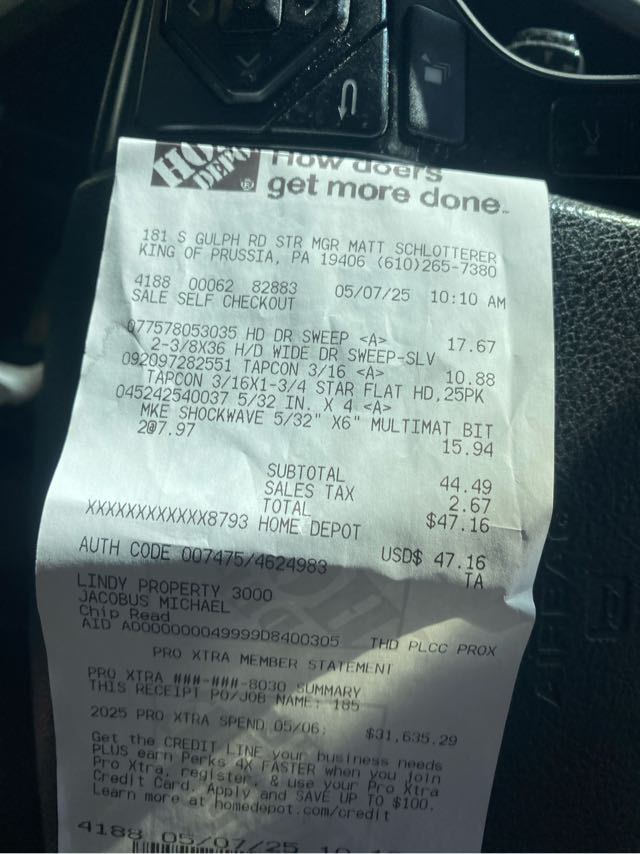 HOME DEPOT ®
How doers
get more done™
181 S GULPH RD STR MGR MATT SCHLOTTERER
KING OF PRUSSIA, PA 19406 (610)265-7380
4188 00062 82883 05/07/25 10:10 AM
SALE SELF CHECKOUT
077578053035 HD DR SWEEP <A> 17.67
2-3/8X36 H/D WIDE DR SWEEP-SLV
092097282551 TAPCON 3/16 <A> 10.88
TAPCON 3/16X1-3/4 STAR FLAT HD,25PK
045242540037 5/32 IN. X 4 <A>
MKE SHOCKWAVE 5/32" X6" MULTIMAT BIT
2@7.97 15.94
SUBTOTAL 44.49
SALES TAX 2.67
TOTAL $47.16
XXXXXXXXXXXX8793 HOME DEPOT
USD$ 47.16
AUTH CODE 007475/4624983 TA
LINDY PROPERTY 3000
JACOBUS MICHAEL
Chip Read
AID A0000000049999D8400305 THD PLCC PROX
PRO XTRA MEMBER STATEMENT
PRO XTRA ###-###-8030 SUMMARY
THIS RECEIPT PO/JOB NAME: 185
2025 PRO XTRA SPEND 05/06: $31,635.29
Get the CREDIT LINE your business needs
PLUS earn Perks 4X FASTER when you join
Pro Xtra, register, & use your Pro Xtra
Credit Card. Apply and SAVE UP TO $100.
Learn more at homedepot.com/credit
4188 05/07/25
AIRBAG